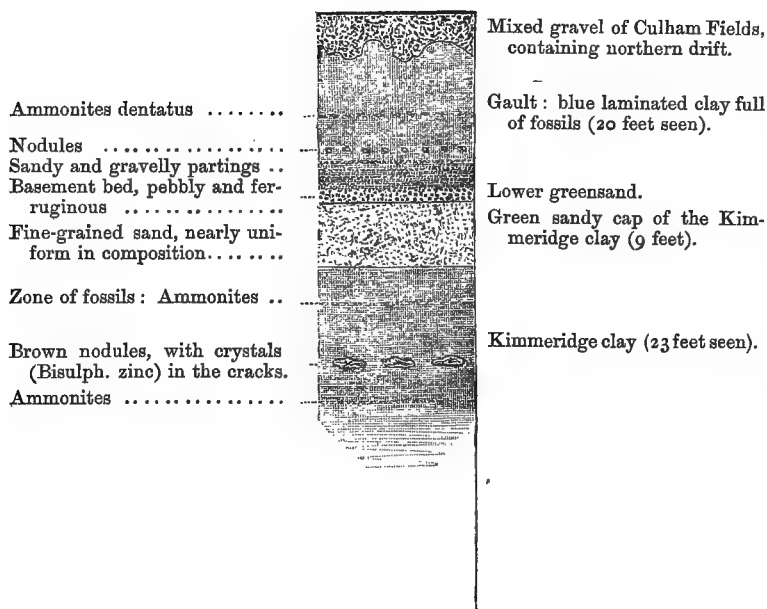 Mixed gravel of Culham Fields,
containing northern drift.
Ammonites dentatus ........
Gault : blue laminated clay full
of fossils (20 feet seen).
Nodules ..................
Sandy and gravelly partings ..
Basement bed, pebbly and fer-
ruginous ................
Lower greensand.
Green sandy cap of the Kim-
meridge clay (9 feet).
Fine-grained sand, nearly uni-
form in composition........
Zone of fossils : Ammonites ..
Kimmeridge clay (23 feet seen).
Brown nodules, with crystals
(Bisulph. zinc) in the cracks.
Ammonites ................